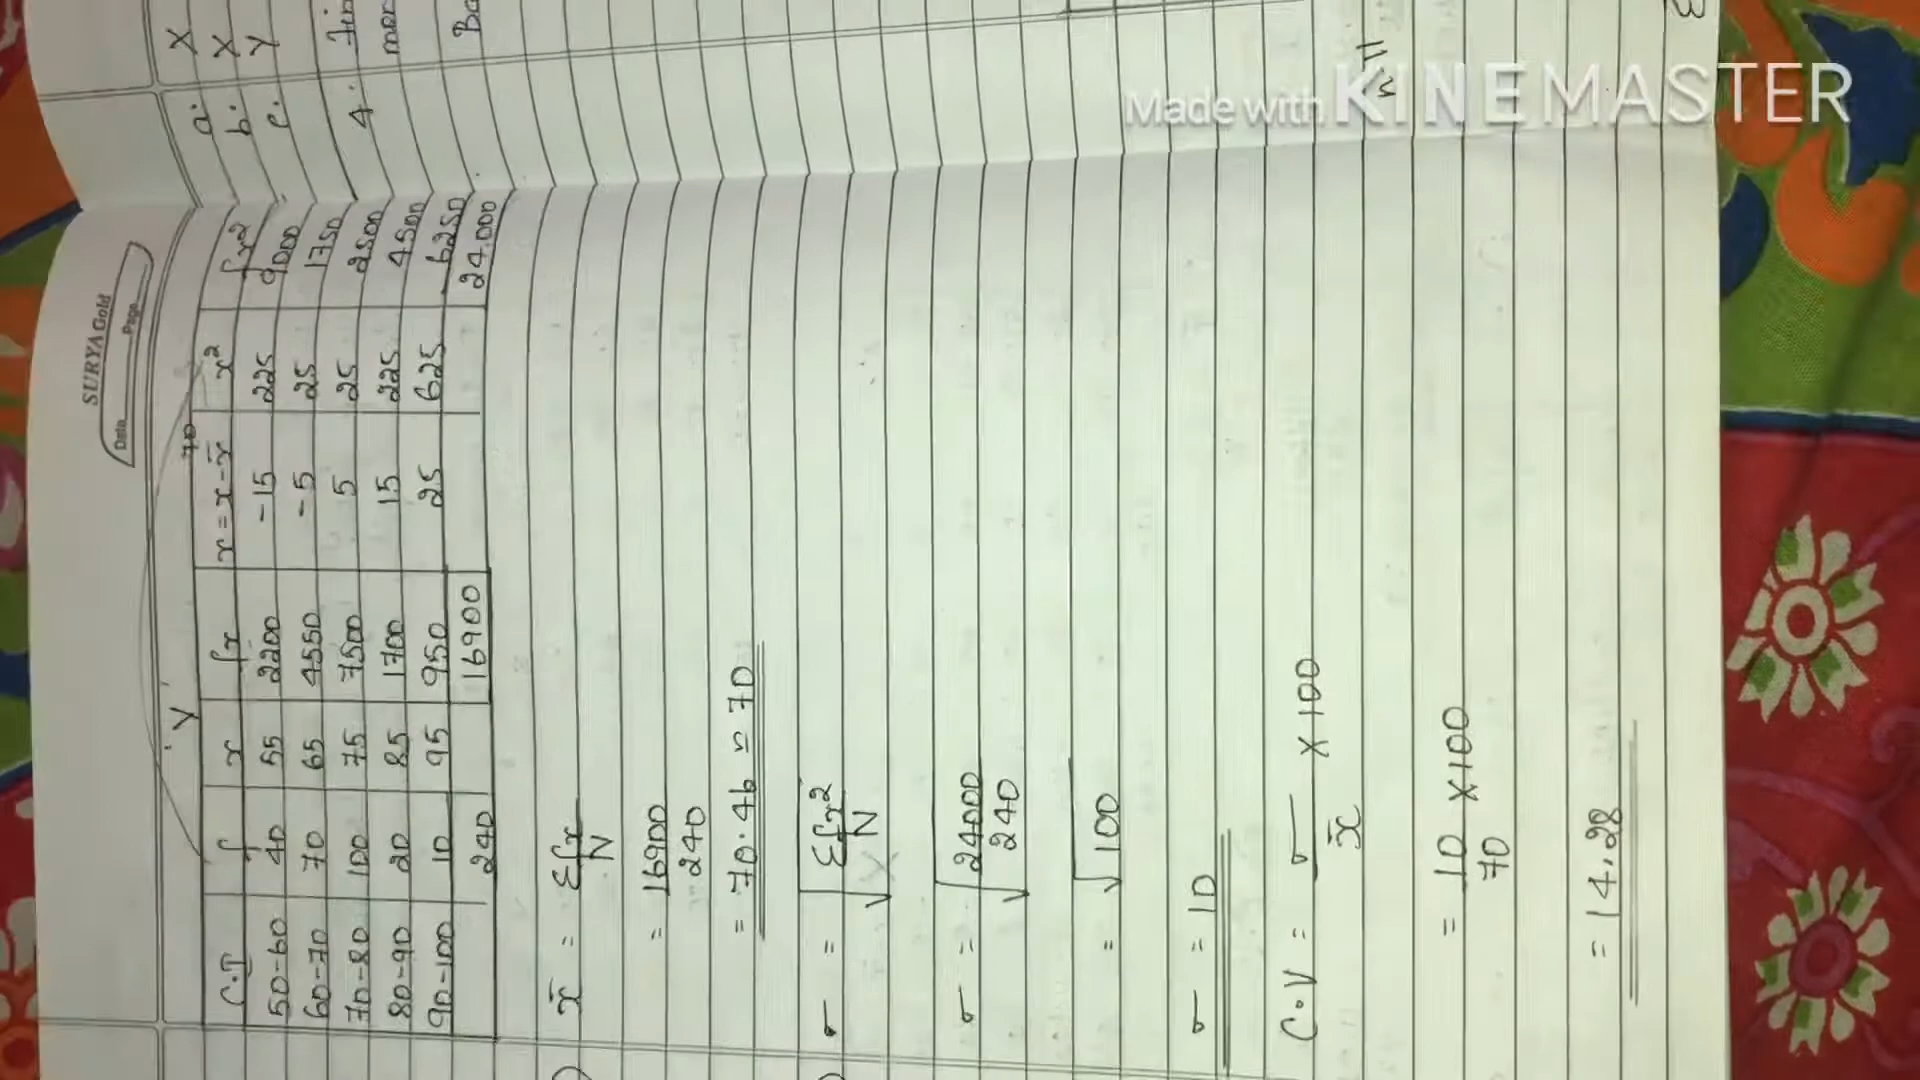 SURYA Gold
Date Page
'Y'
70
C.I f x fx x=x-x̄ x² fx²
50-60 40 55 2200 -15 225 9000
60-70 70 65 4550 -5 25 1750
70-80 100 75 7500 5 25 2500
80-90 20 85 1700 15 225 4500
90-100 10 95 950 25 625 6250
240 16900 24000
x̄ = Σfx/N
= 16900/240
= 70.46 ≈ 70
σ = √Σfx²/N
σ = √24000/240
= √100
σ = 10
C.V = σ/x̄ × 100
= 10/70 × 100
= 14.28
a. X
b. X
c. Y
4.
Made with KINEMASTER